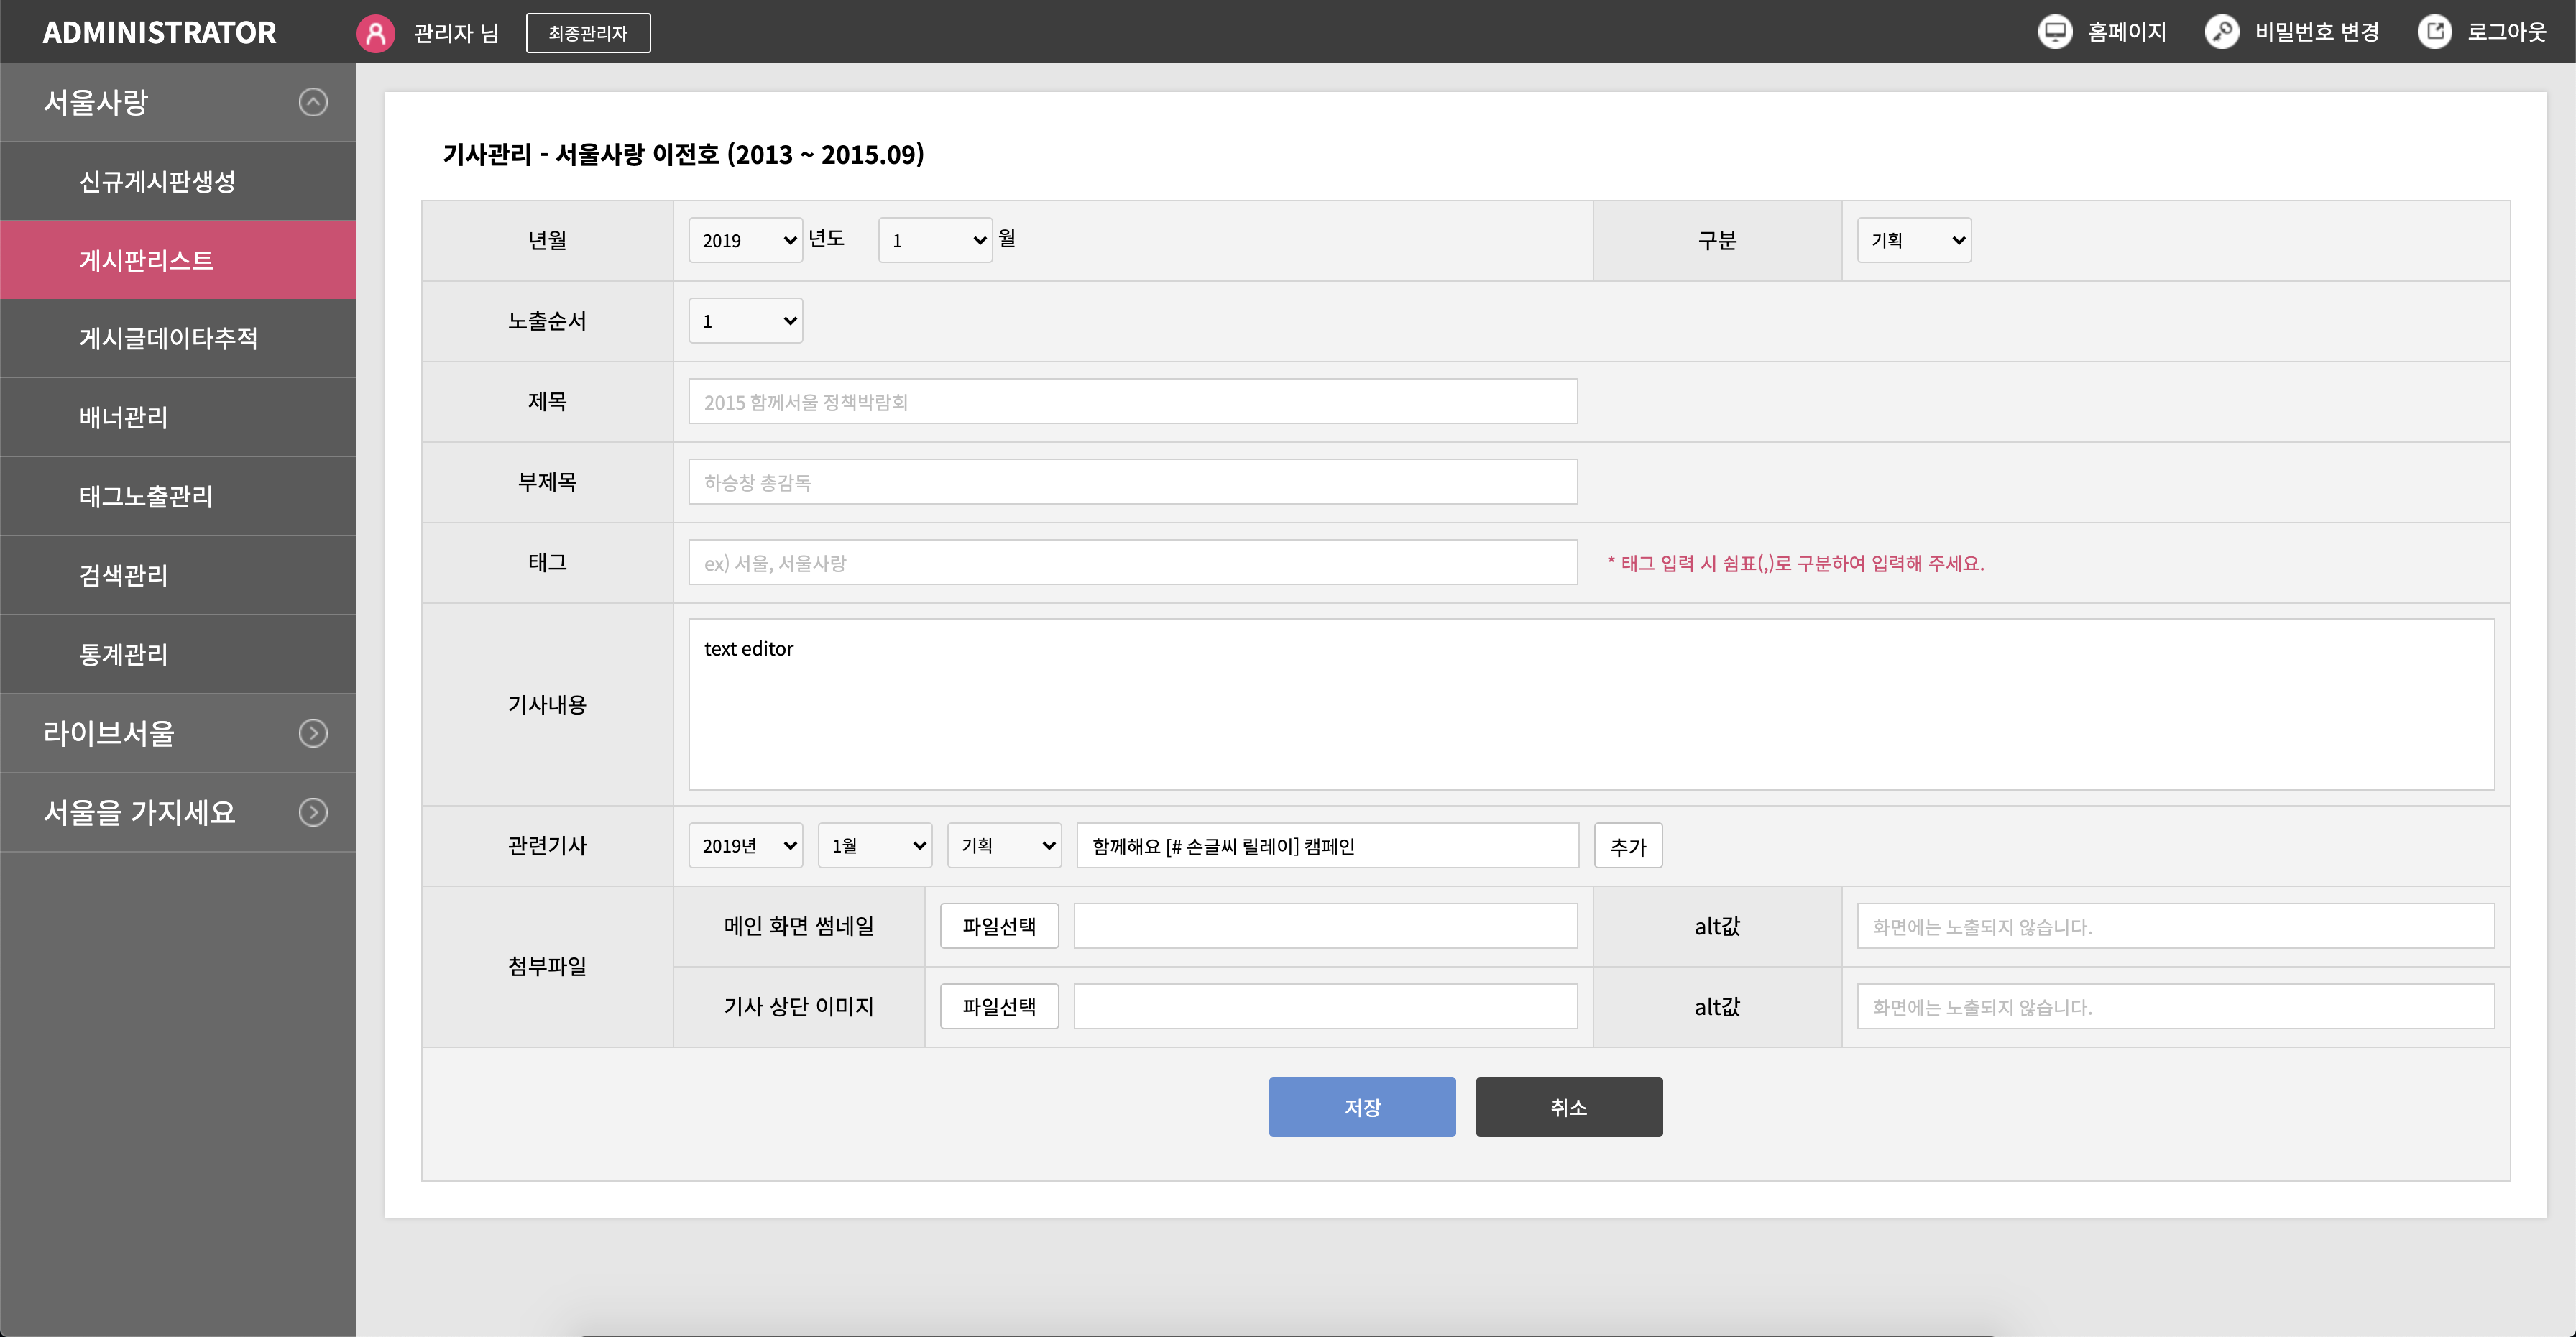 ADMINISTRATOR
관리자 님
최종관리자
홈페이지
비밀번호 변경
로그아웃
서울사랑
신규게시판생성
게시판리스트
게시글데이타추적
배너관리
태그노출관리
검색관리
통계관리
라이브서울
서울을 가지세요
기사관리 - 서울사랑 이전호 (2013 ~ 2015.09)
년월 2019 년도 1 월 구분 기획
노출순서 1
제목 2015 함께서울 정책박람회
부제목 하승창 총감독
태그 ex) 서울, 서울사랑 * 태그 입력 시 쉼표(,)로 구분하여 입력해 주세요.
기사내용 text editor
관련기사 2019년 1월 기획 함께해요 [# 손글씨 릴레이] 캠페인 추가
첨부파일
메인 화면 썸네일 파일선택 alt값 화면에는 노출되지 않습니다.
기사 상단 이미지 파일선택 alt값 화면에는 노출되지 않습니다.
저장 취소